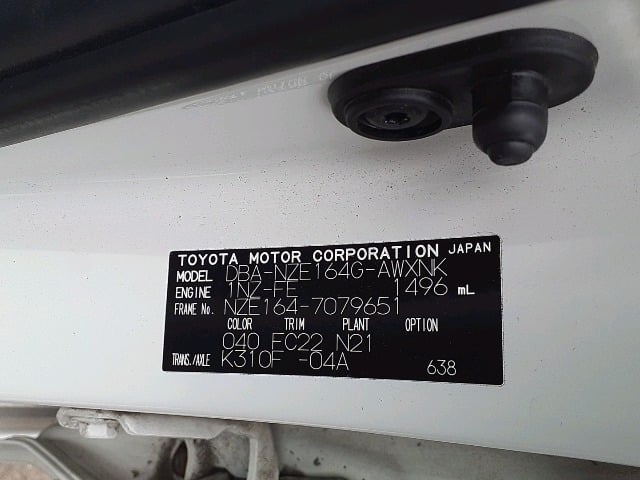 TOYOTA MOTOR CORPORATION JAPAN
MODEL DBA-NZE164G-AWXNK
ENGINE 1NZ-FE 1496 mL
FRAME No. NZE164-7079651
COLOR TRIM PLANT OPTION
040 FC22 N21
TRANS./AXLE K310F -04A 638